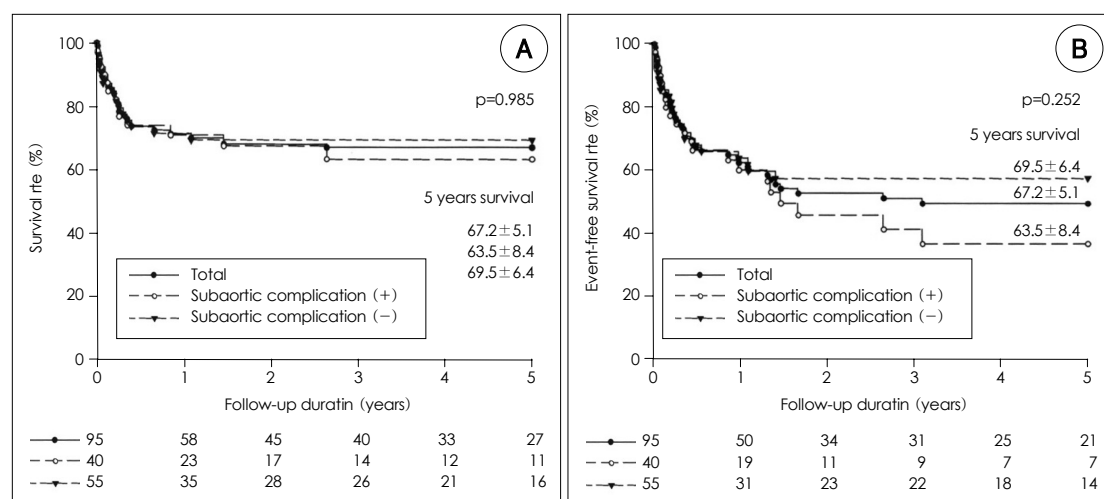 A
100
80
60
40
20
0
Survival rte (%)
p=0.985
5 years survival
67.2±5.1
63.5±8.4
69.5±6.4
Total
Subaortic complication (+)
Subaortic complication (−)
0 1 2 3 4 5
Follow-up duratin (years)
95 58 45 40 33 27
40 23 17 14 12 11
55 35 28 26 21 16
B
100
80
60
40
20
0
Event-free survival rte (%)
p=0.252
5 years survival
69.5±6.4
67.2±5.1
63.5±8.4
Total
Subaortic complication (+)
Subaortic complication (−)
0 1 2 3 4 5
Follow-up duratin (years)
95 50 34 31 25 21
40 19 11 9 7 7
55 31 23 22 18 14